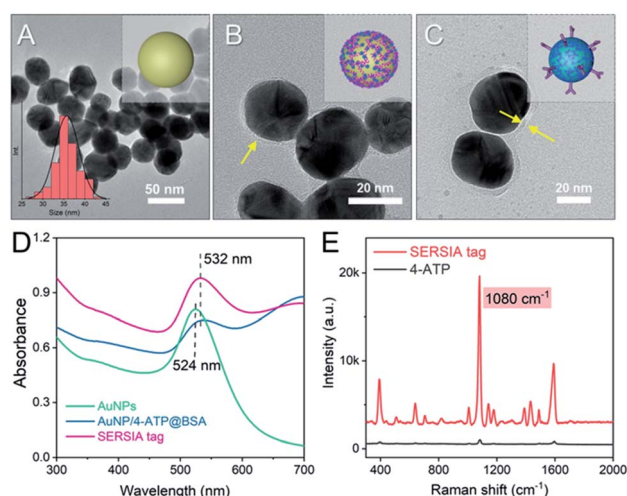 A
B
C
Int.
25 30 35 40 45
Size (nm)
50 nm
20 nm
20 nm
D
1.2
0.9
0.6
0.3
0.0
Absorbance
532 nm
524 nm
AuNPs
AuNP/4-ATP@BSA
SERSIA tag
300 400 500 600 700
Wavelength (nm)
E
SERSIA tag
4-ATP
1080 cm⁻¹
20k
10k
0
Intensity (a.u.)
400 800 1200 1600 2000
Raman shift (cm⁻¹)